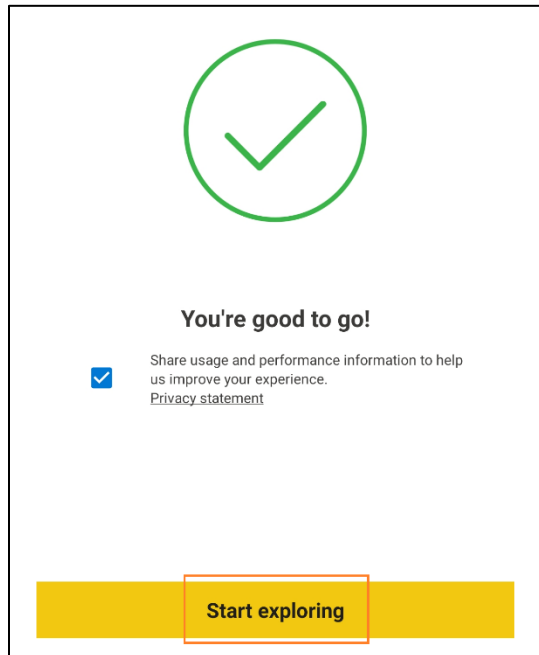 You're good to go!
Share usage and performance information to help
us improve your experience.
Privacy statement
Start exploring